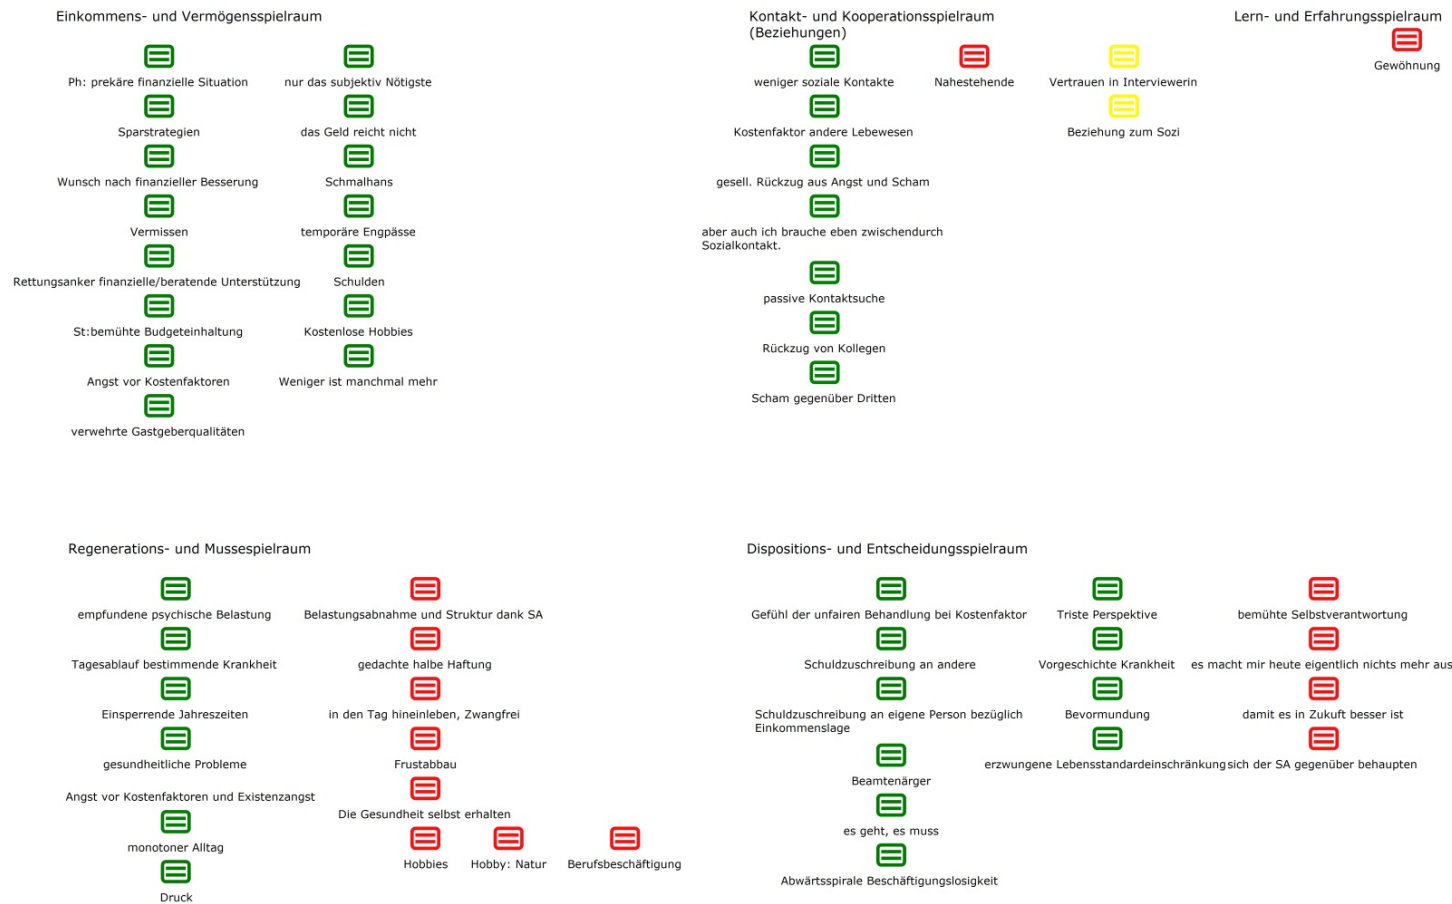 Einkommens- und Vermögensspielraum
Ph: prekäre finanzielle Situation
Sparstrategien
Wunsch nach finanzieller Besserung
Vermissen
Rettungsanker finanzielle/beratende Unterstützung
St:bemühte Budgeteinhaltung
Angst vor Kostenfaktoren
verwehrte Gastgeberqualitäten
nur das subjektiv Nötigste
das Geld reicht nicht
Schmalhans
temporäre Engpässe
Schulden
Kostenlose Hobbies
Weniger ist manchmal mehr
Kontakt- und Kooperationsspielraum
(Beziehungen)
weniger soziale Kontakte
Kostenfaktor andere Lebewesen
gesell. Rückzug aus Angst und Scham
aber auch ich brauche eben zwischendurch
Sozialkontakt.
passive Kontaktsuche
Rückzug von Kollegen
Scham gegenüber Dritten
Nahestehende
Vertrauen in Interviewerin
Beziehung zum Sozi
Lern- und Erfahrungsspielraum
Gewöhnung
Regenerations- und Mussespielraum
empfundene psychische Belastung
Tagesablauf bestimmende Krankheit
Einsperrende Jahreszeiten
gesundheitliche Probleme
Angst vor Kostenfaktoren und Existenzangst
monotoner Alltag
Druck
Belastungsabnahme und Struktur dank SA
gedachte halbe Haftung
in den Tag hineinleben, Zwangfrei
Frustabbau
Die Gesundheit selbst erhalten
Hobbies
Hobby: Natur
Berufsbeschäftigung
Dispositions- und Entscheidungsspielraum
Gefühl der unfairen Behandlung bei Kostenfaktor
Schuldzuschreibung an andere
Schuldzuschreibung an eigene Person bezüglich
Einkommenslage
Beamtenärger
es geht, es muss
Abwärtsspirale Beschäftigungslosigkeit
Triste Perspektive
Vorgeschichte Krankheit
Bevormundung
erzwungene Lebensstandardeinschränkung
bemühte Selbstverantwortung
es macht mir heute eigentlich nichts mehr aus
damit es in Zukunft besser ist
sich der SA gegenüber behaupten